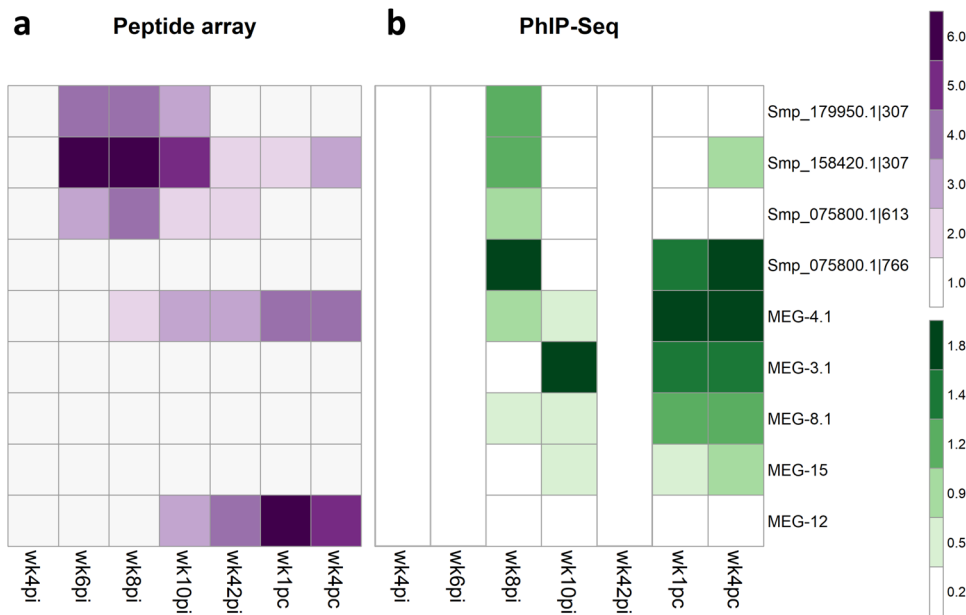 a Peptide array
b PhIP-Seq
Smp_179950.1|307
Smp_158420.1|307
Smp_075800.1|613
Smp_075800.1|766
MEG-4.1
MEG-3.1
MEG-8.1
MEG-15
MEG-12
wk4pi
wk6pi
wk8pi
wk10pi
wk42pi
wk1pc
wk4pc
wk4pi
wk6pi
wk8pi
wk10pi
wk42pi
wk1pc
wk4pc
6.0
5.0
4.0
3.0
2.0
1.0
1.8
1.4
1.2
0.9
0.5
0.2